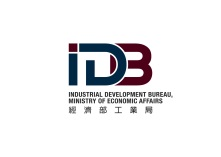 IDB
INDUSTRIAL DEVELOPMENT BUREAU,
MINISTRY OF ECONOMIC AFFAIRS
經濟部工業局